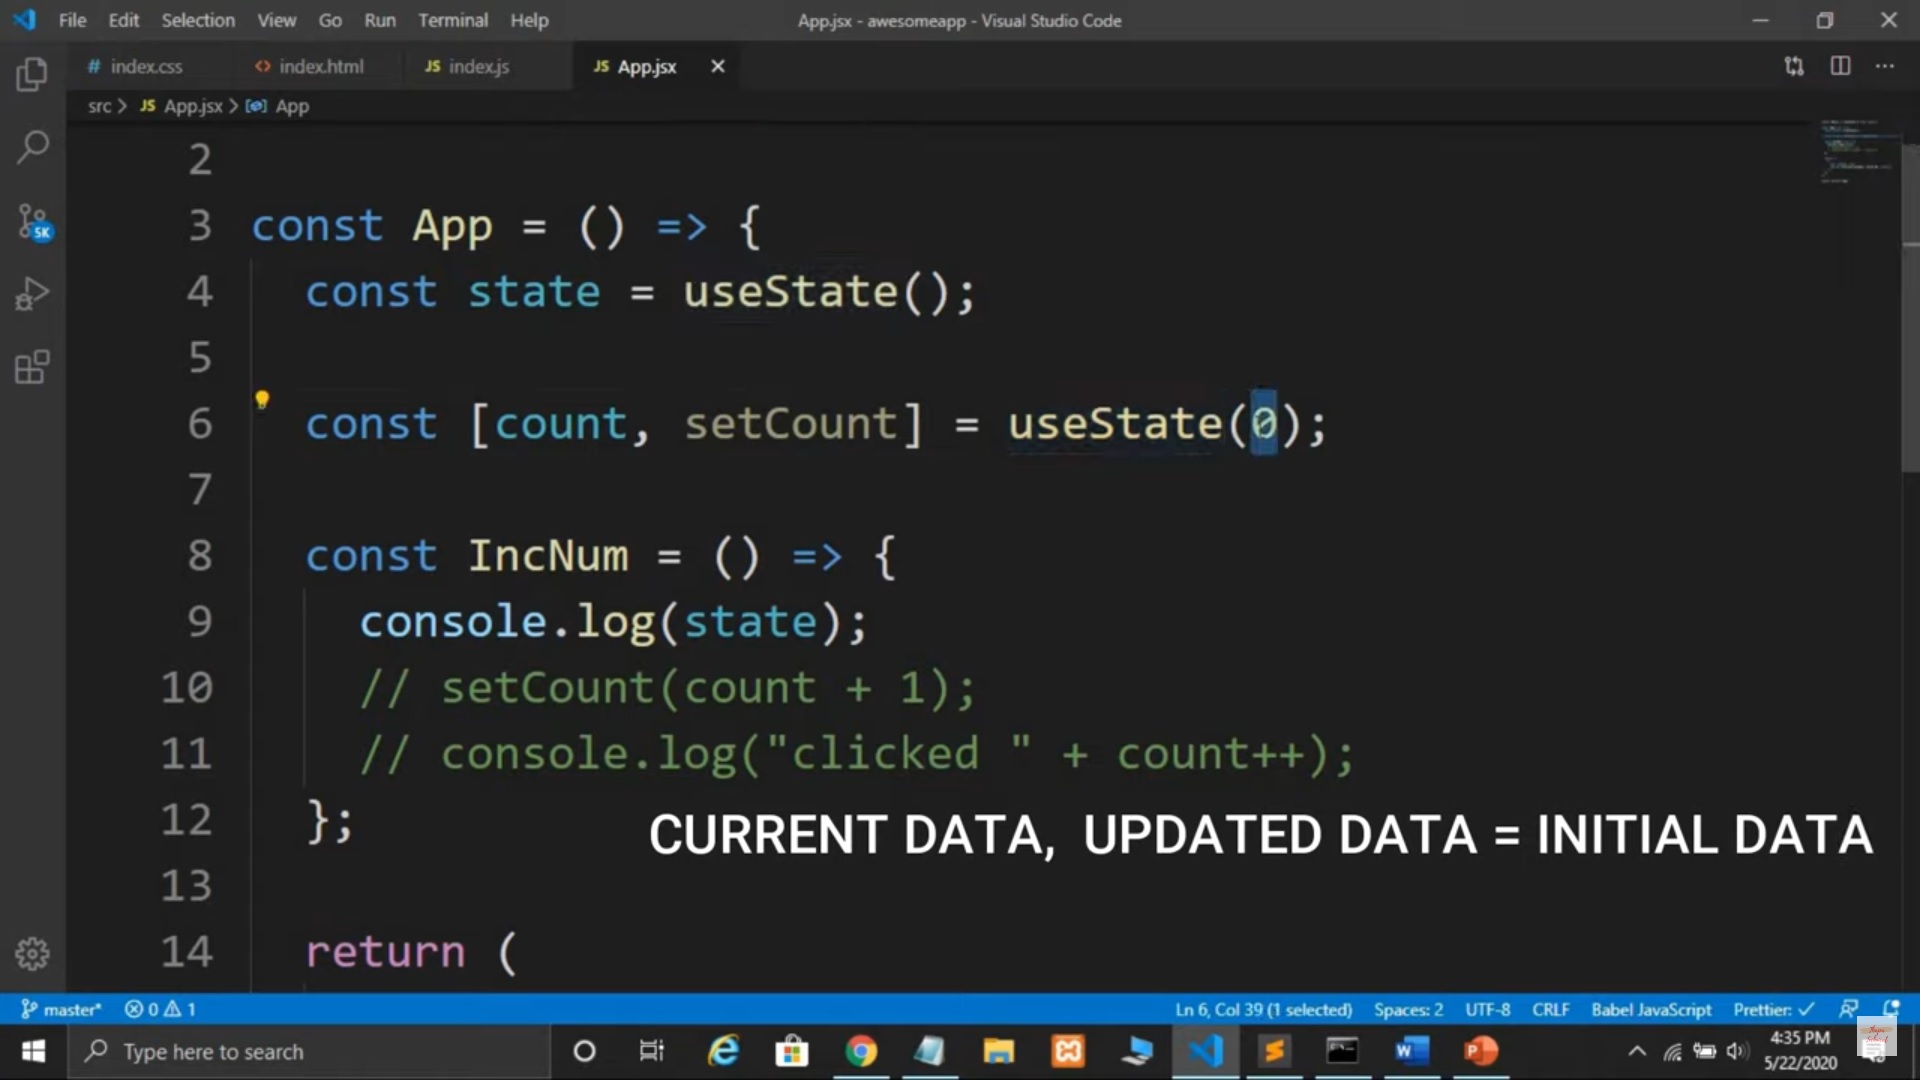 File Edit Selection View Go Run Terminal Help App.jsx - awesomeapp - Visual Studio Code
# index.css <> index.html JS index.js JS App.jsx
src > JS App.jsx > App
2
3 const App = () => {
4 const state = useState();
5
6 const [count, setCount] = useState(0);
7
8 const IncNum = () => {
9 console.log(state);
10 // setCount(count + 1);
11 // console.log("clicked " + count++);
12 };
CURRENT DATA, UPDATED DATA = INITIAL DATA
13
14 return (
5K
master* 0 1 Ln 6, Col 39 (1 selected) Spaces: 2 UTF-8 CRLF Babel JavaScript Prettier: ✓
Type here to search
4:35 PM
5/22/2020